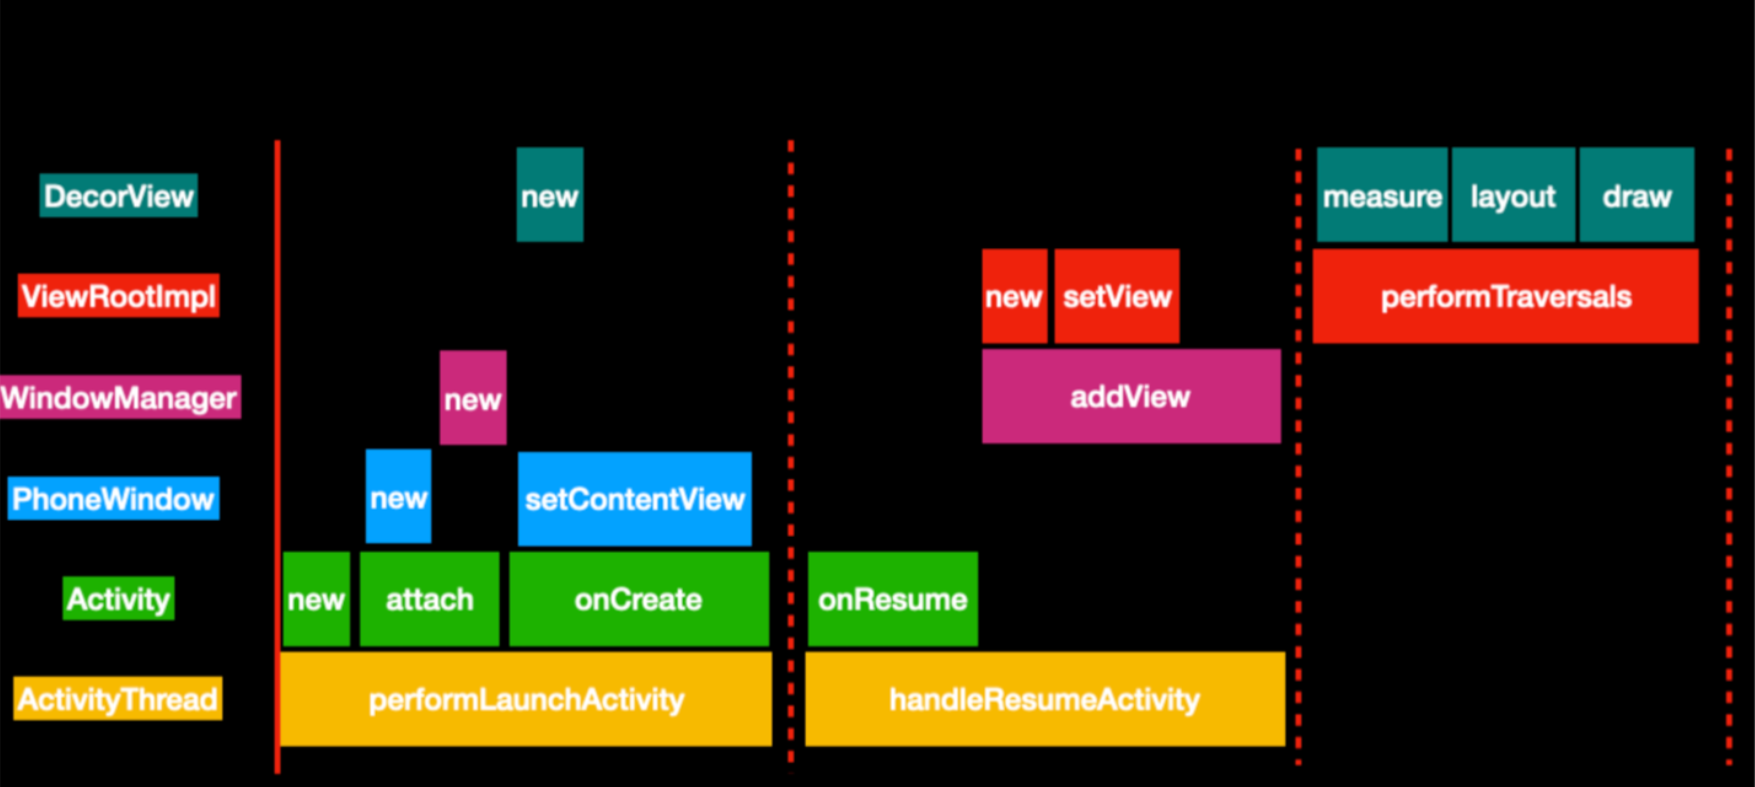 DecorView
new
measure
layout
draw
ViewRootImpl
new
setView
performTraversals
WindowManager
new
addView
PhoneWindow
new
setContentView
Activity
new
attach
onCreate
onResume
ActivityThread
performLaunchActivity
handleResumeActivity